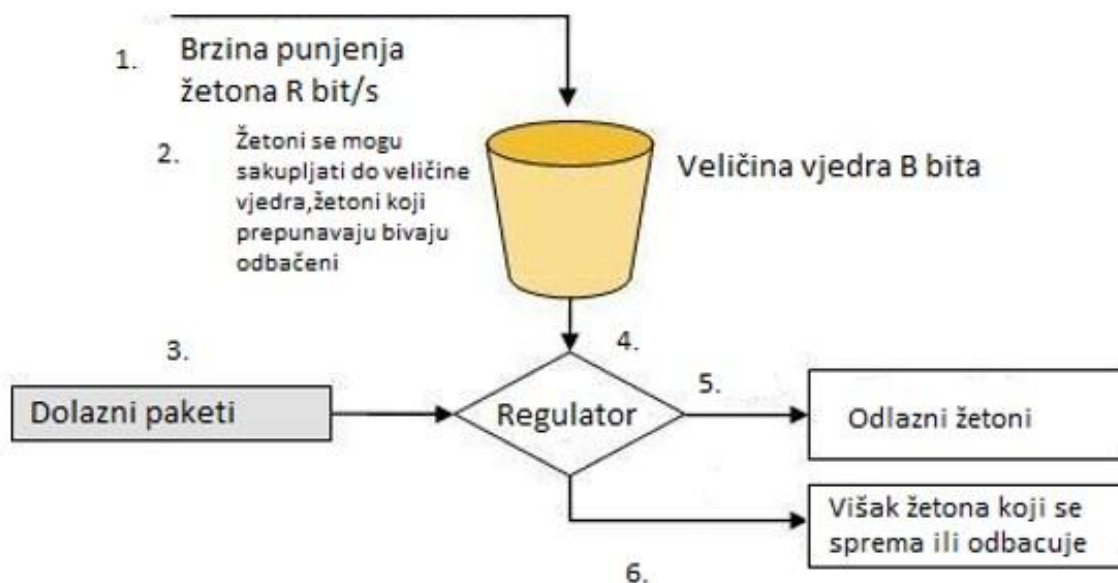 1.
Brzina punjenja
žetona R bit/s
2.
Žetoni se mogu
sakupljati do veličine
vjedra,žetoni koji
prepunavaju bivaju
odbačeni
Veličina vjedra B bita
3.
Dolazni paketi
4.
Regulator
5.
Odlazni žetoni
Višak žetona koji se
sprema ili odbacuje
6.